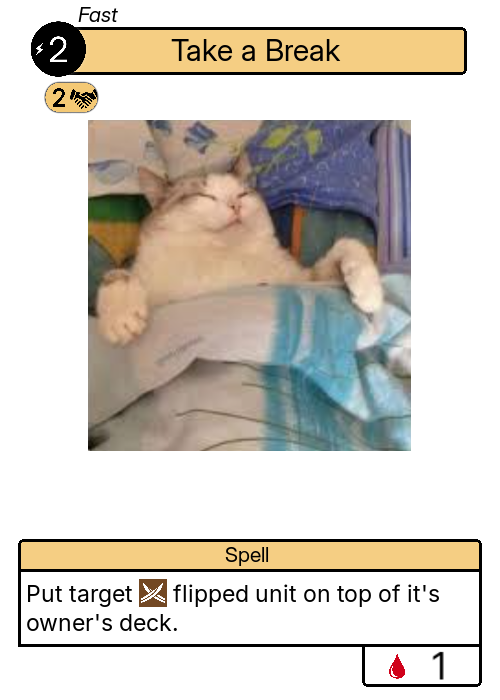 Fast
2
Take a Break
2
Spell
Put target flipped unit on top of it's
owner's deck.
1